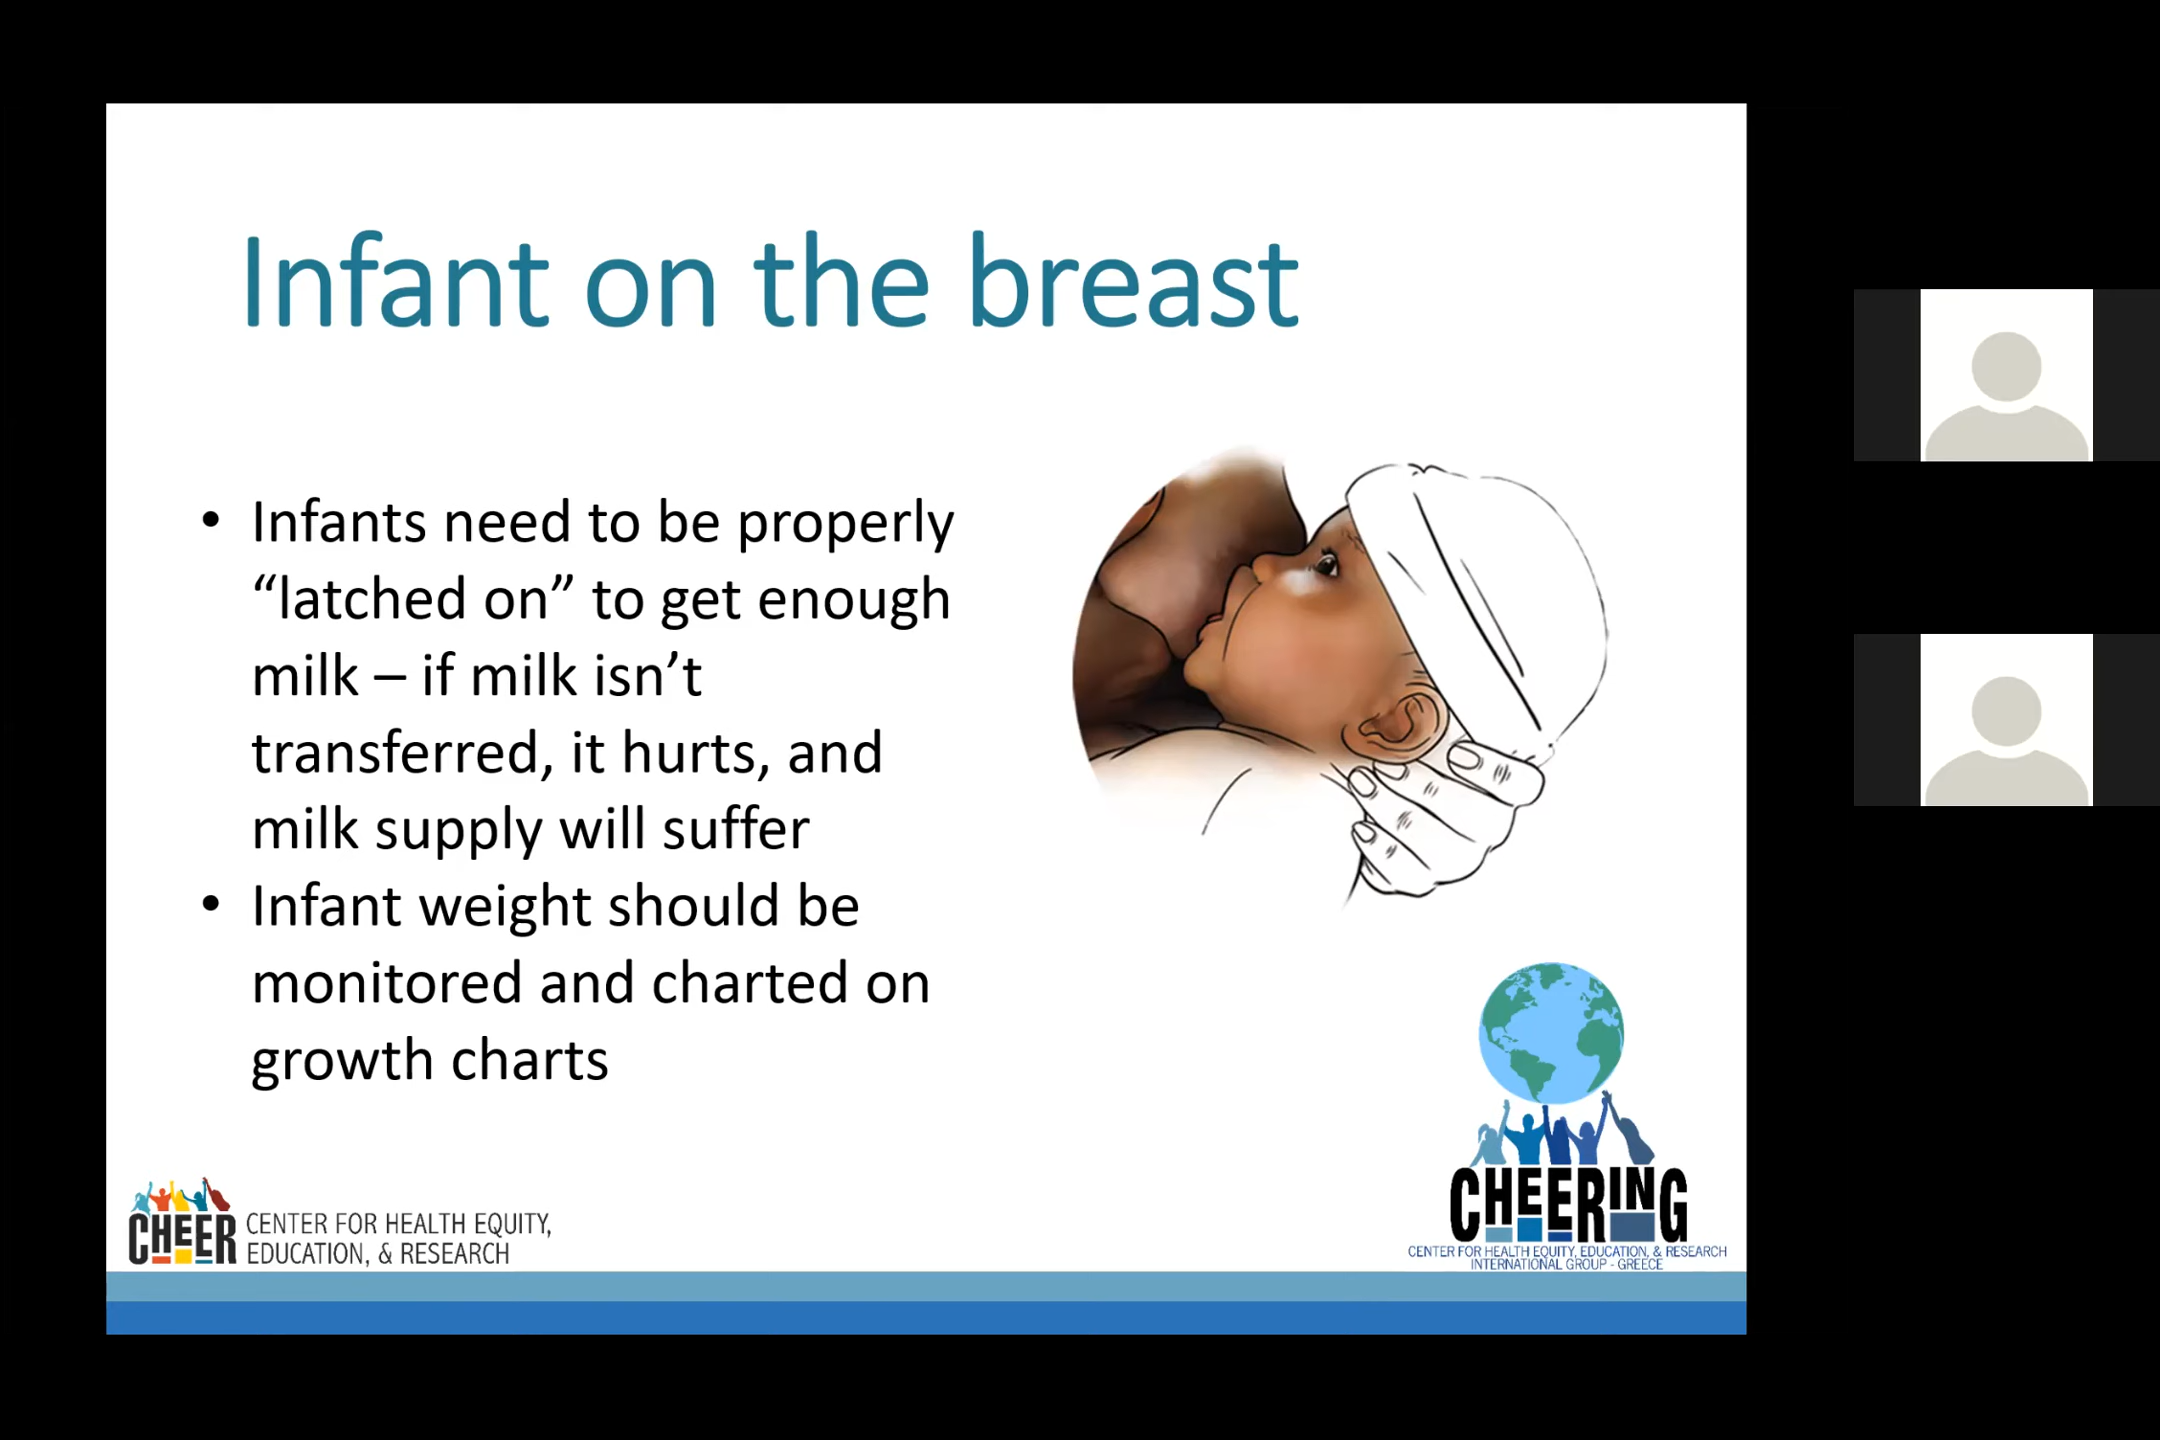 Infant on the breast
• Infants need to be properly
“latched on” to get enough
milk – if milk isn’t
transferred, it hurts, and
milk supply will suffer
• Infant weight should be
monitored and charted on
growth charts
CHEER CENTER FOR HEALTH EQUITY,
EDUCATION, & RESEARCH
CHEERING
CENTER FOR HEALTH EQUITY, EDUCATION, & RESEARCH
INTERNATIONAL GROUP - GREECE